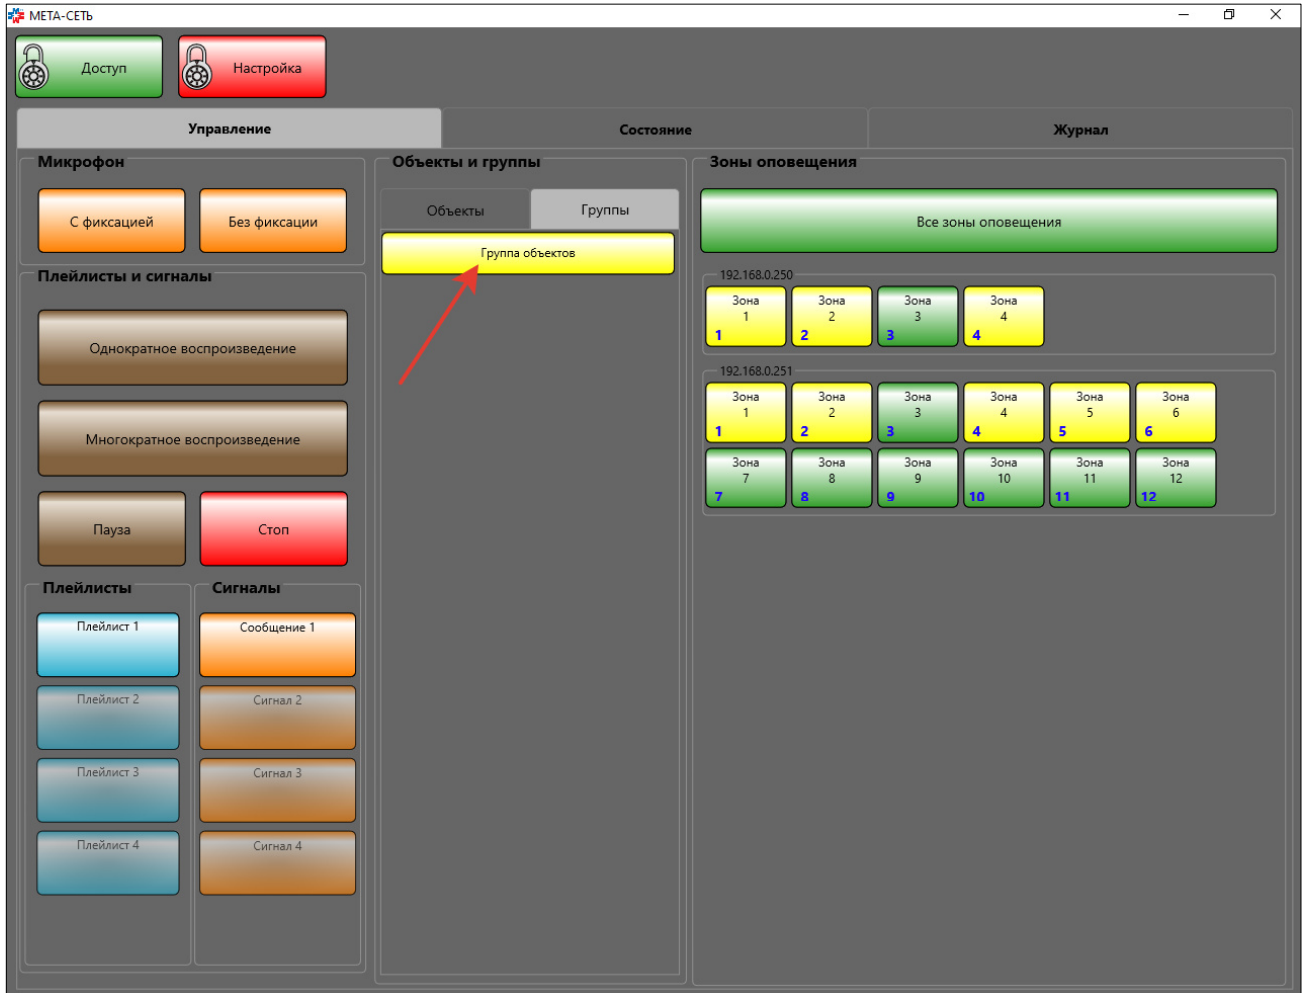 МЕТА-СЕТЬ
Доступ
Настройка
Управление
Состояние
Журнал
Микрофон
С фиксацией
Без фиксации
Плейлисты и сигналы
Однократное воспроизведение
Многократное воспроизведение
Пауза
Стоп
Плейлисты
Плейлист 1
Плейлист 2
Плейлист 3
Плейлист 4
Сигналы
Сообщение 1
Сигнал 2
Сигнал 3
Сигнал 4
Объекты и группы
Объекты
Группы
Группа объектов
Зоны оповещения
Все зоны оповещения
192.168.0.250
Зона
1
1
Зона
2
2
Зона
3
3
Зона
4
4
192.168.0.251
Зона
1
1
Зона
2
2
Зона
3
3
Зона
4
4
Зона
5
5
Зона
6
6
Зона
7
7
Зона
8
8
Зона
9
9
Зона
10
10
Зона
11
11
Зона
12
12